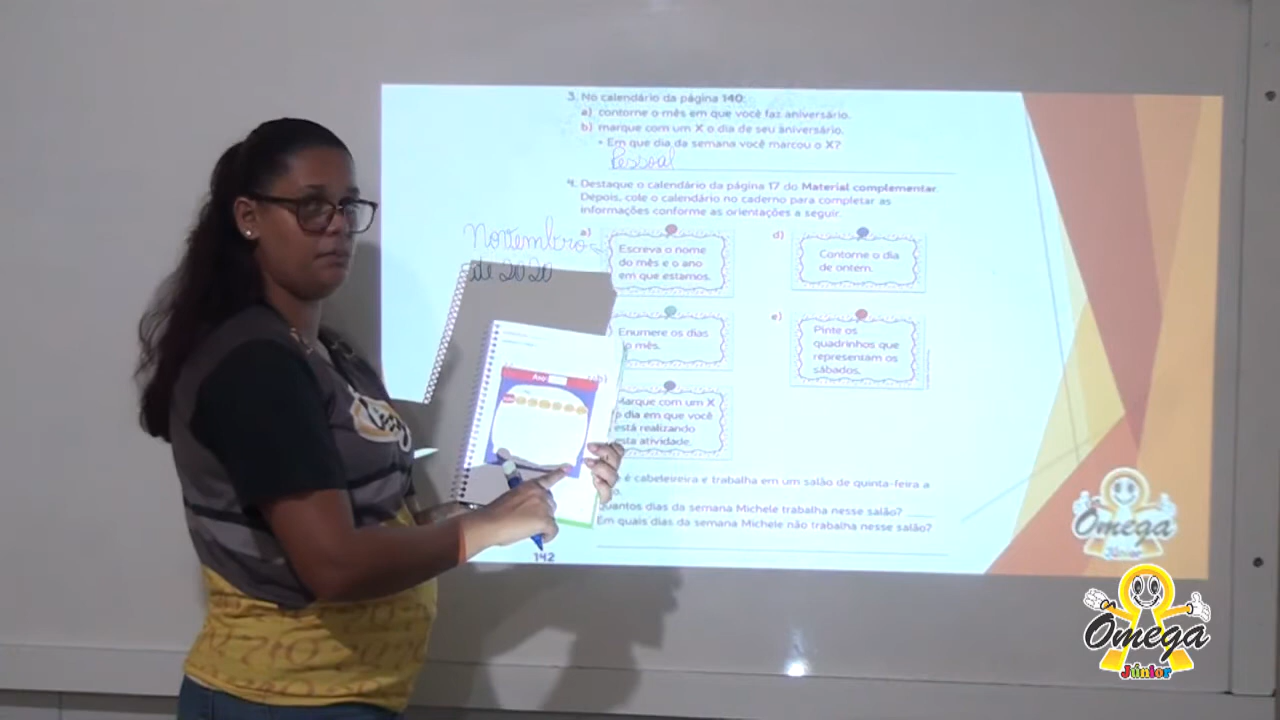 3. No calendário da página 140:
a) contorne o mês em que você faz aniversário.
b) marque com um X o dia de seu aniversário.
• Em que dia da semana você marcou o X?
Pessoal
4. Destaque o calendário da página 17 do Material complementar.
Depois, cole o calendário no caderno para completar as
informações conforme as orientações a seguir.
Novembro
de 2020
a)
Escreva o nome
do mês e o ano
em que estamos.
d)
Contorne o dia
de ontem.
Enumere os dias
o mês.
e)
Pinte os
quadrinhos que
representam os
sábados.
Marque com um X
o dia em que você
está realizando
esta atividade.
Ano
é cabeleireira e trabalha em um salão de quinta-feira a
Quantos dias da semana Michele trabalha nesse salão?
Em quais dias da semana Michele não trabalha nesse salão?
142
Ômega
Júnior
Ômega
Júnior